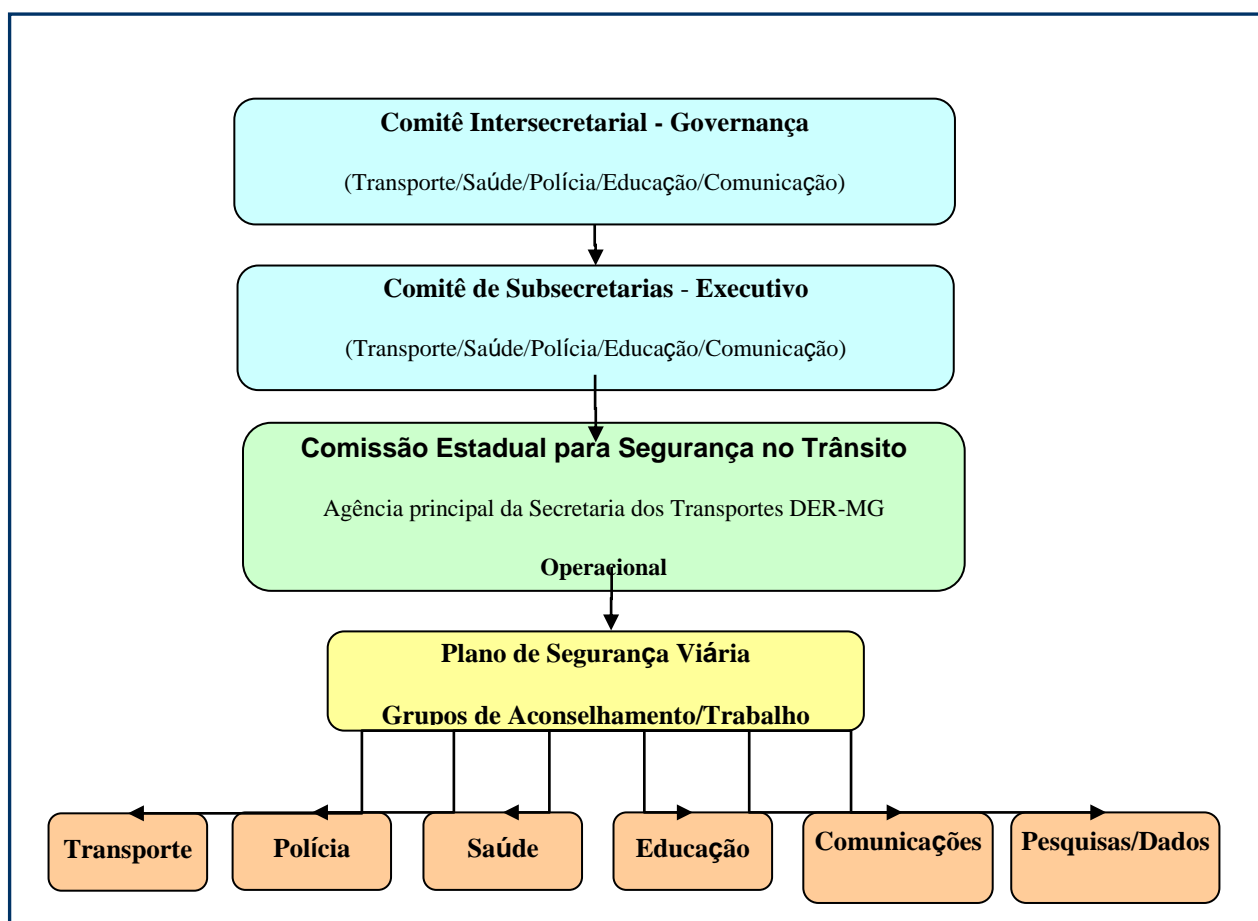 Comitê Intersecretarial - Governança
(Transporte/Saúde/Polícia/Educação/Comunicação)
Comitê de Subsecretarias - Executivo
(Transporte/Saúde/Polícia/Educação/Comunicação)
Comissão Estadual para Segurança no Trânsito
Agência principal da Secretaria dos Transportes DER-MG
Operacional
Plano de Segurança Viária
Grupos de Aconselhamento/Trabalho
Transporte
Polícia
Saúde
Educação
Comunicações
Pesquisas/Dados